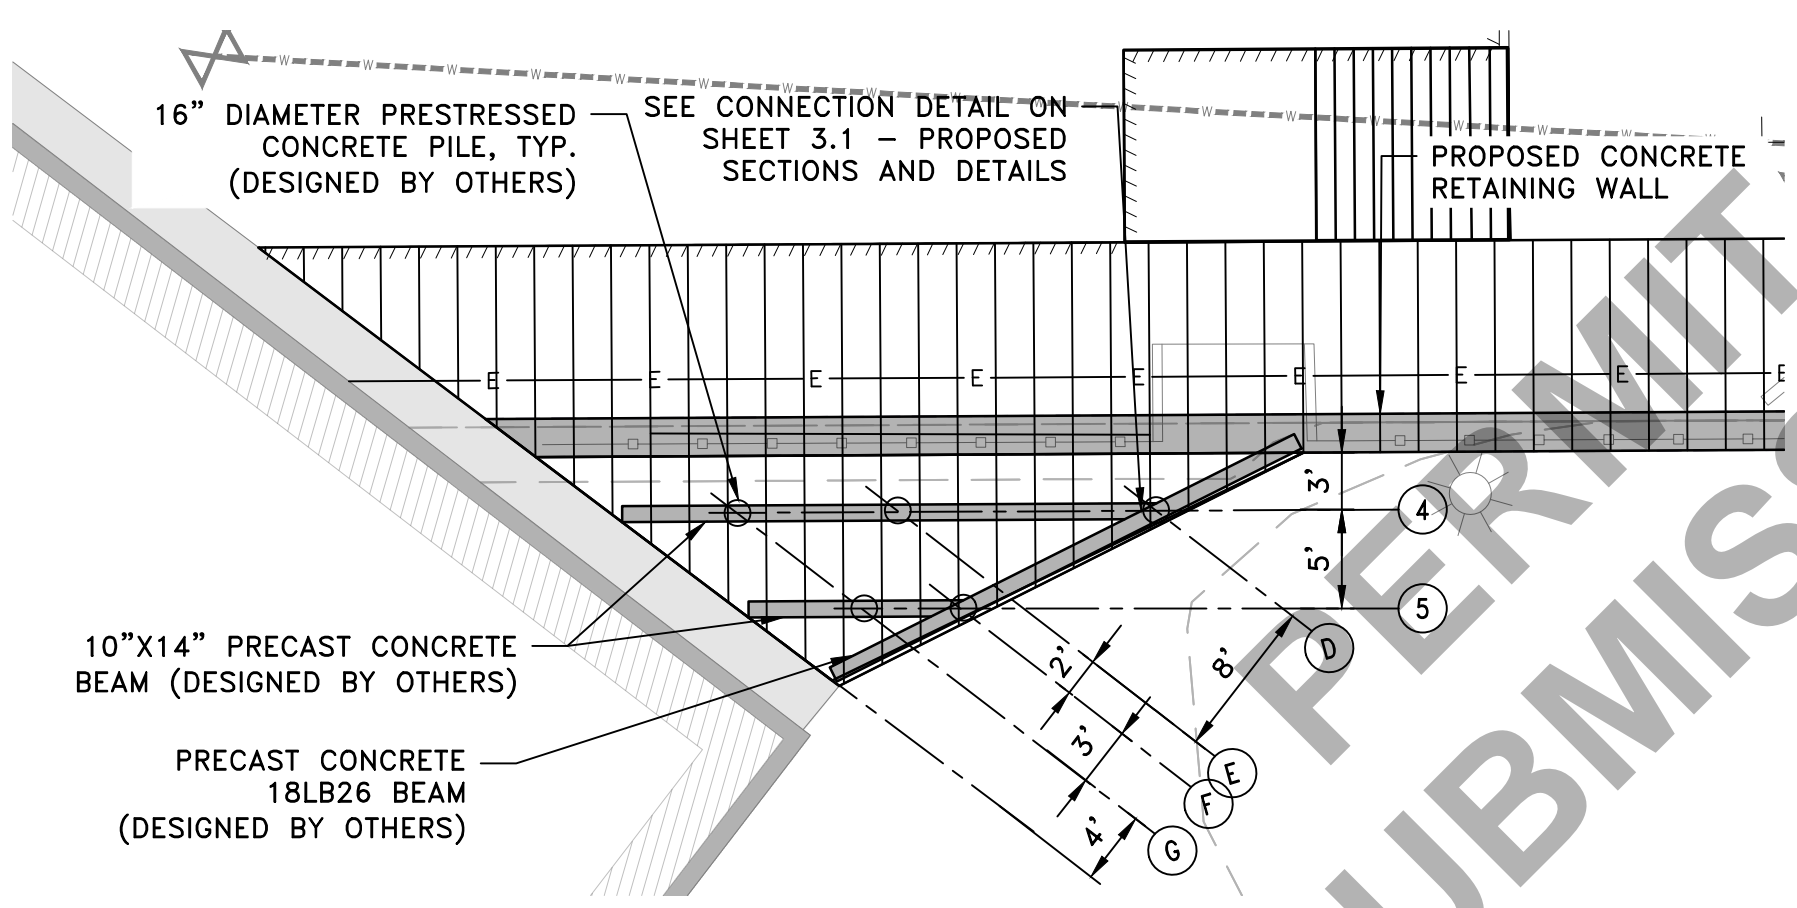 W W W W W W W W W W W W W W W W
16” DIAMETER PRESTRESSED
CONCRETE PILE, TYP.
(DESIGNED BY OTHERS)
SEE CONNECTION DETAIL ON
SHEET 3.1 – PROPOSED
SECTIONS AND DETAILS
PROPOSED CONCRETE
RETAINING WALL
E E E E E E E E E
3’
4
5’
5
10”X14” PRECAST CONCRETE
BEAM (DESIGNED BY OTHERS)
PRECAST CONCRETE
18LB26 BEAM
(DESIGNED BY OTHERS)
2’
8’
D
3’
E
F
4’
G
PERMIT
UBMISS